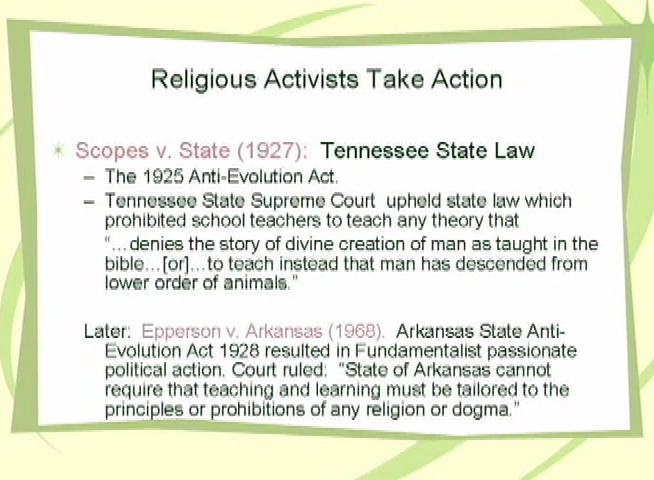 Religious Activists Take Action
Scopes v. State (1927): Tennessee State Law
– The 1925 Anti-Evolution Act.
– Tennessee State Supreme Court upheld state law which
prohibited school teachers to teach any theory that
"…denies the story of divine creation of man as taught in the
bible…[or]…to teach instead that man has descended from
lower order of animals."
Later: Epperson v. Arkansas (1968). Arkansas State Anti-
Evolution Act 1928 resulted in Fundamentalist passionate
political action. Court ruled: "State of Arkansas cannot
require that teaching and learning must be tailored to the
principles or prohibitions of any religion or dogma."